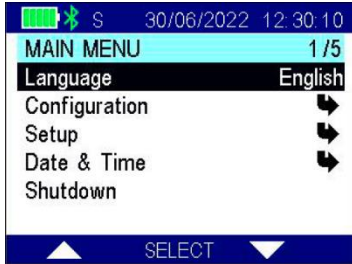 S 30/06/2022 12:30:10
MAIN MENU 1/5
Language English
Configuration
Setup
Date & Time
Shutdown
SELECT